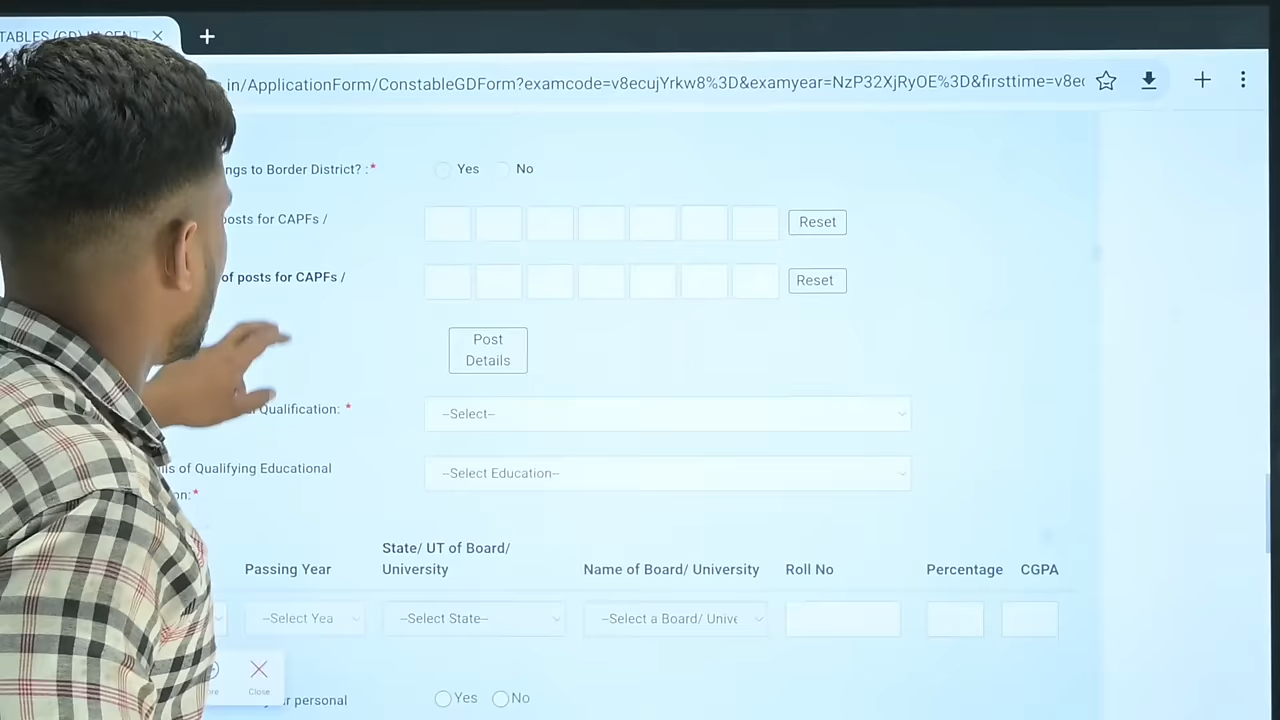 TABLES (GD) IN CENT
in/ApplicationForm/ConstableGDForm?examcode=v8ecujYrkw8%3D&examyear=NzP32XjRyOE%3D&firsttime=v8ec
ngs to Border District? :* Yes No
posts for CAPFs / Reset
of posts for CAPFs / Reset
Post
Details
Qualification: * --Select--
ils of Qualifying Educational --Select Education--
on:*
Passing Year State/ UT of Board/ University Name of Board/ University Roll No Percentage CGPA
--Select Yea --Select State-- --Select a Board/ Unive
Close
personal Yes No